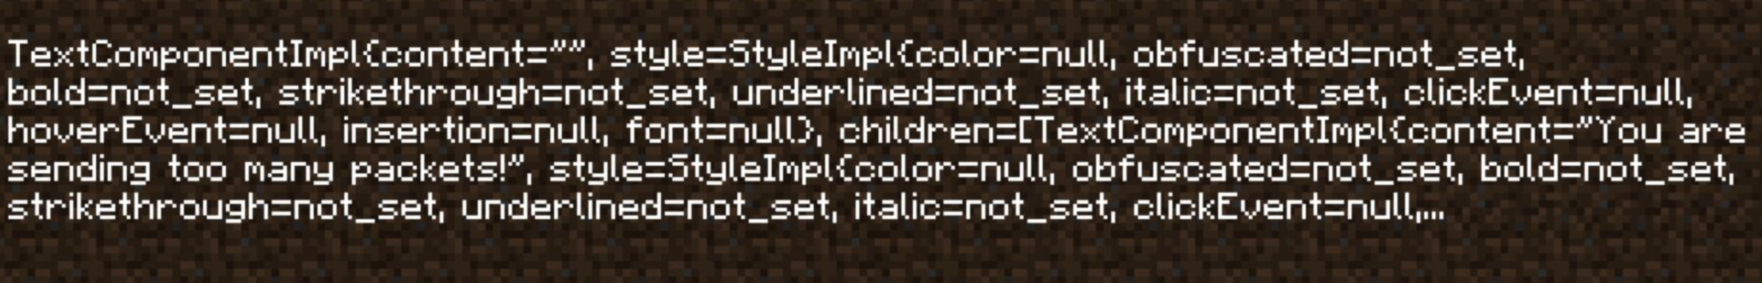 TextComponentImpl{content="", style=StyleImpl{color=null, obfuscated=not_set,
bold=not_set, strikethrough=not_set, underlined=not_set, italic=not_set, clickEvent=null,
hoverEvent=null, insertion=null, font=null}, children=[TextComponentImpl{content="You are
sending too many packets!", style=StyleImpl{color=null, obfuscated=not_set, bold=not_set,
strikethrough=not_set, underlined=not_set, italic=not_set, clickEvent=null,...